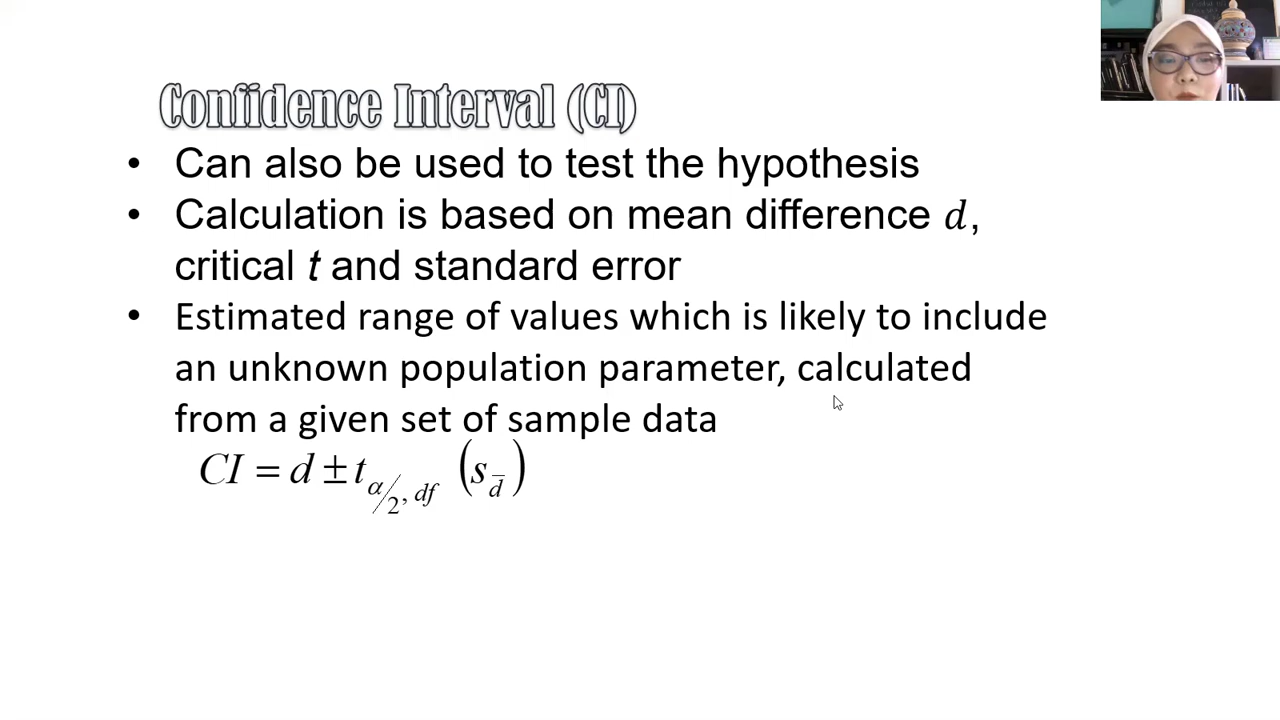 Confidence Interval (CI)
• Can also be used to test the hypothesis
• Calculation is based on mean difference d,
critical t and standard error
• Estimated range of values which is likely to include
an unknown population parameter, calculated
from a given set of sample data
CI = d ± t α/2, df (s d̅)